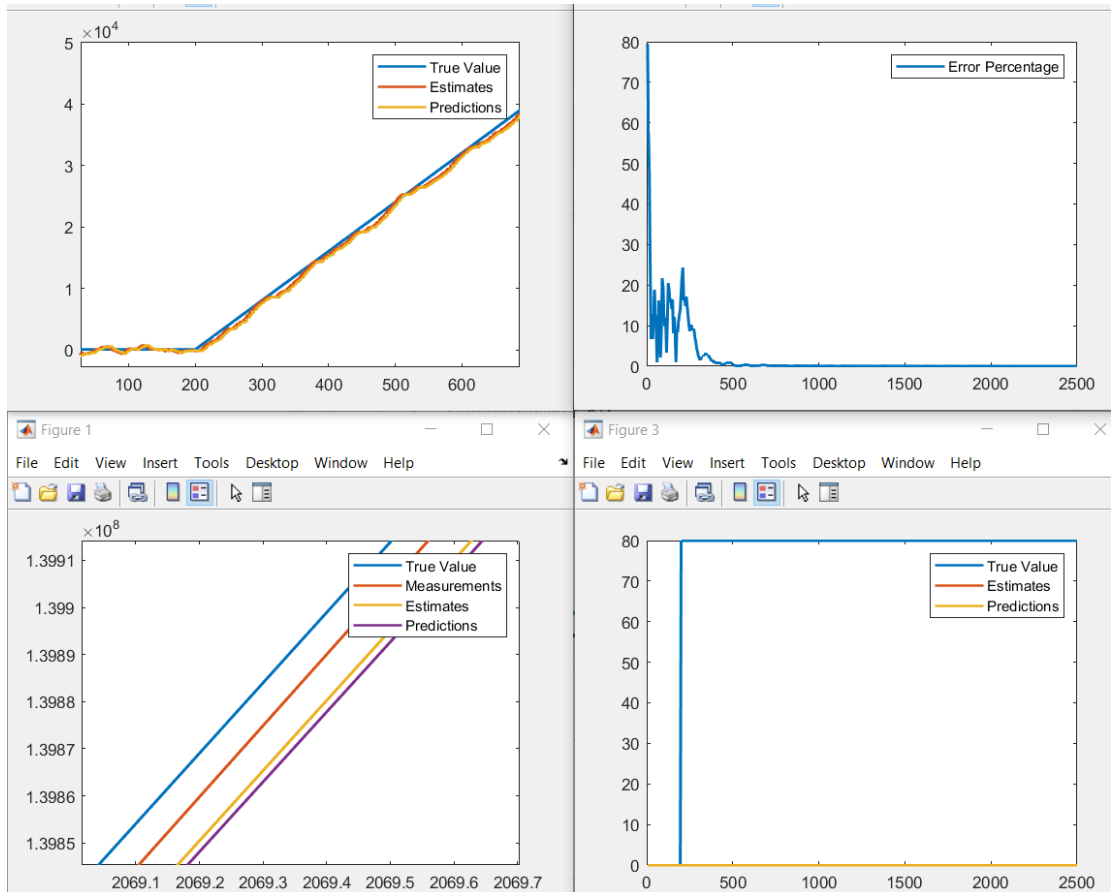 ×10^4
5
4
3
2
1
0
100 200 300 400 500 600
True Value
Estimates
Predictions
80
70
60
50
40
30
20
10
0
0 500 1000 1500 2000 2500
Error Percentage
Figure 1
File Edit View Insert Tools Desktop Window Help
×10^8
1.3991
1.399
1.3989
1.3988
1.3987
1.3986
1.3985
2069.1 2069.2 2069.3 2069.4 2069.5 2069.6 2069.7
True Value
Measurements
Estimates
Predictions
Figure 3
File Edit View Insert Tools Desktop Window Help
80
70
60
50
40
30
20
10
0
0 500 1000 1500 2000 2500
True Value
Estimates
Predictions